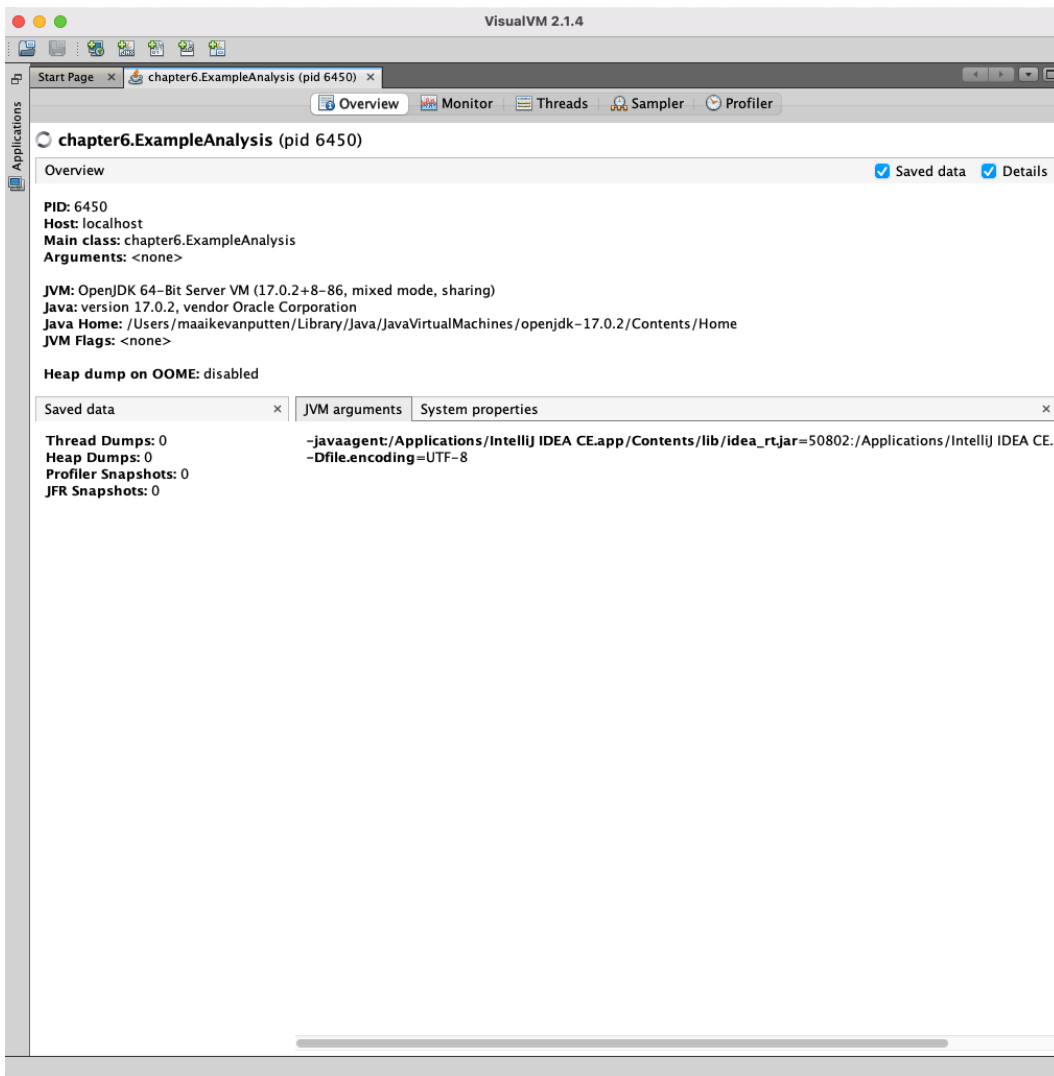 VisualVM 2.1.4
Applications
Start Page × chapter6.ExampleAnalysis (pid 6450) ×
Overview Monitor Threads Sampler Profiler
chapter6.ExampleAnalysis (pid 6450)
Overview Saved data Details
PID: 6450
Host: localhost
Main class: chapter6.ExampleAnalysis
Arguments: <none>
JVM: OpenJDK 64-Bit Server VM (17.0.2+8-86, mixed mode, sharing)
Java: version 17.0.2, vendor Oracle Corporation
Java Home: /Users/maaikevanputten/Library/Java/JavaVirtualMachines/openjdk-17.0.2/Contents/Home
JVM Flags: <none>
Heap dump on OOME: disabled
Saved data × JVM arguments System properties ×
Thread Dumps: 0
Heap Dumps: 0
Profiler Snapshots: 0
JFR Snapshots: 0
-javaagent:/Applications/IntelliJ IDEA CE.app/Contents/lib/idea_rt.jar=50802:/Applications/IntelliJ IDEA CE.
-Dfile.encoding=UTF-8